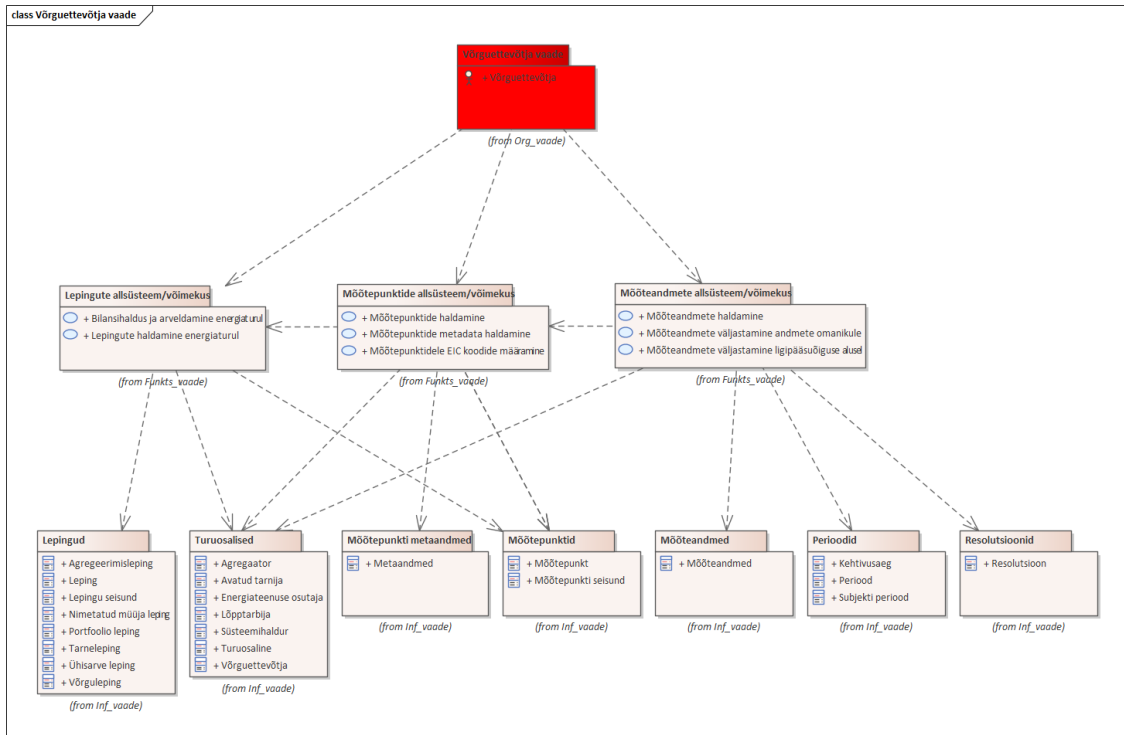 class Võrguettevõtja vaade
Võrguettevõtja vaade
+ Võrguettevõtja
(from Org_vaade)
Lepingute allsüsteem/võimekus
+ Bilansihaldus ja arveldamine energiaturul
+ Lepingute haldamine energiaturul
(from Funkts_vaade)
Mõõtepunktide allsüsteem/võimekus
+ Mõõtepunktide haldamine
+ Mõõtepunktide metadata haldamine
+ Mõõtepunktidele EIC koodide määramine
(from Funkts_vaade)
Mõõteandmete allsüsteem/võimekus
+ Mõõteandmete haldamine
+ Mõõteandmete väljastamine andmete omanikule
+ Mõõteandmete väljastamine ligipääsuõiguse alusel
(from Funkts_vaade)
Lepingud
+ Agregeerimisleping
+ Leping
+ Lepingu seisund
+ Nimetatud müüja leping
+ Portfoolio leping
+ Tarneleping
+ Ühisarve leping
+ Võrguleping
(from Inf_vaade)
Turuosalised
+ Agregaator
+ Avatud tarnija
+ Energiateenuse osutaja
+ Lõpptarbija
+ Süsteemihaldur
+ Turuosaline
+ Võrguettevõtja
(from Inf_vaade)
Mõõtepunkti metaandmed
+ Metaandmed
(from Inf_vaade)
Mõõtepunktid
+ Mõõtepunkt
+ Mõõtepunkti seisund
(from Inf_vaade)
Mõõteandmed
+ Mõõteandmed
(from Inf_vaade)
Perioodid
+ Kehtivusaeg
+ Periood
+ Subjekti periood
(from Inf_vaade)
Resolutsioonid
+ Resolutsioon
(from Inf_vaade)